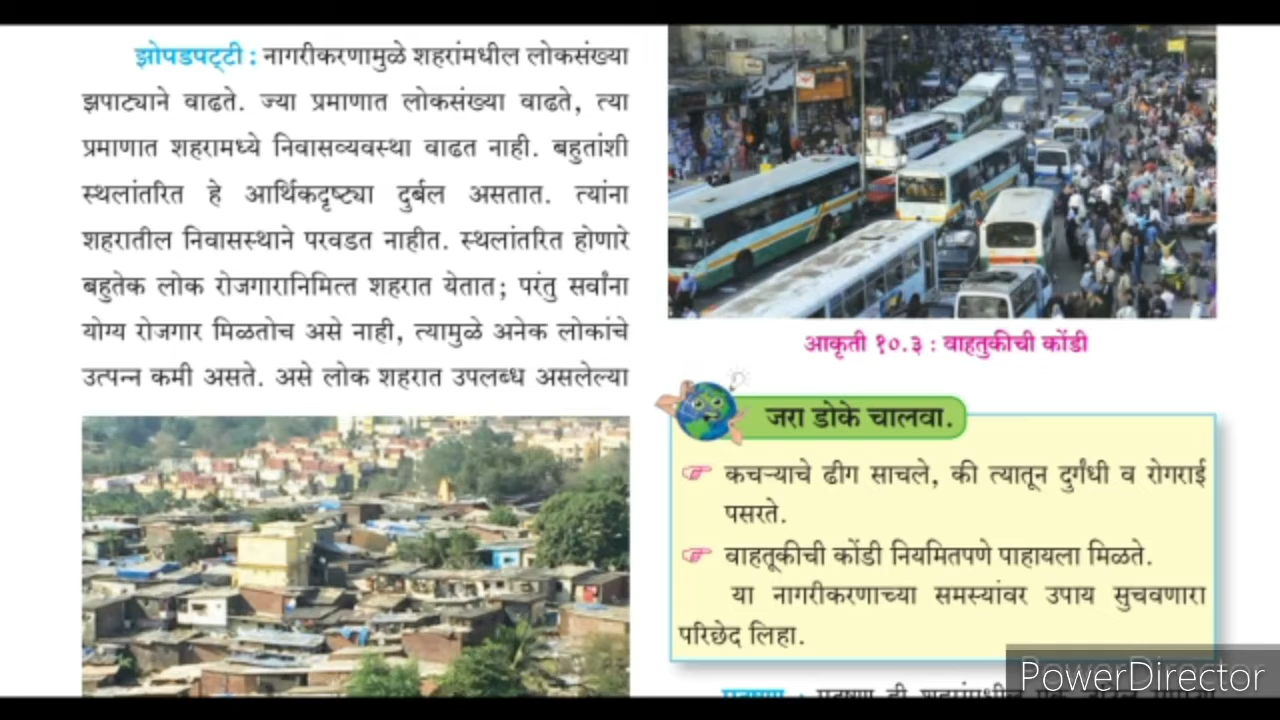 झोपडपट्टी : नागरीकरणामुळे शहरांमधील लोकसंख्या
झपाट्याने वाढते. ज्या प्रमाणात लोकसंख्या वाढते, त्या
प्रमाणात शहरामध्ये निवासव्यवस्था वाढत नाही. बहुतांशी
स्थलांतरित हे आर्थिकदृष्ट्या दुर्बल असतात. त्यांना
शहरातील निवासस्थाने परवडत नाहीत. स्थलांतरित होणारे
बहुतेक लोक रोजगारानिमित्त शहरात येतात; परंतु सर्वांना
योग्य रोजगार मिळतोच असे नाही, त्यामुळे अनेक लोकांचे
उत्पन्न कमी असते. असे लोक शहरात उपलब्ध असलेल्या
आकृती १०.३ : वाहतुकीची कोंडी
जरा डोके चालवा.
कचऱ्याचे ढीग साचले, की त्यातून दुर्गंधी व रोगराई
पसरते.
वाहतूकीची कोंडी नियमितपणे पाहायला मिळते.
या नागरीकरणाच्या समस्यांवर उपाय सुचवणारा
परिछेद लिहा.
PowerDirector